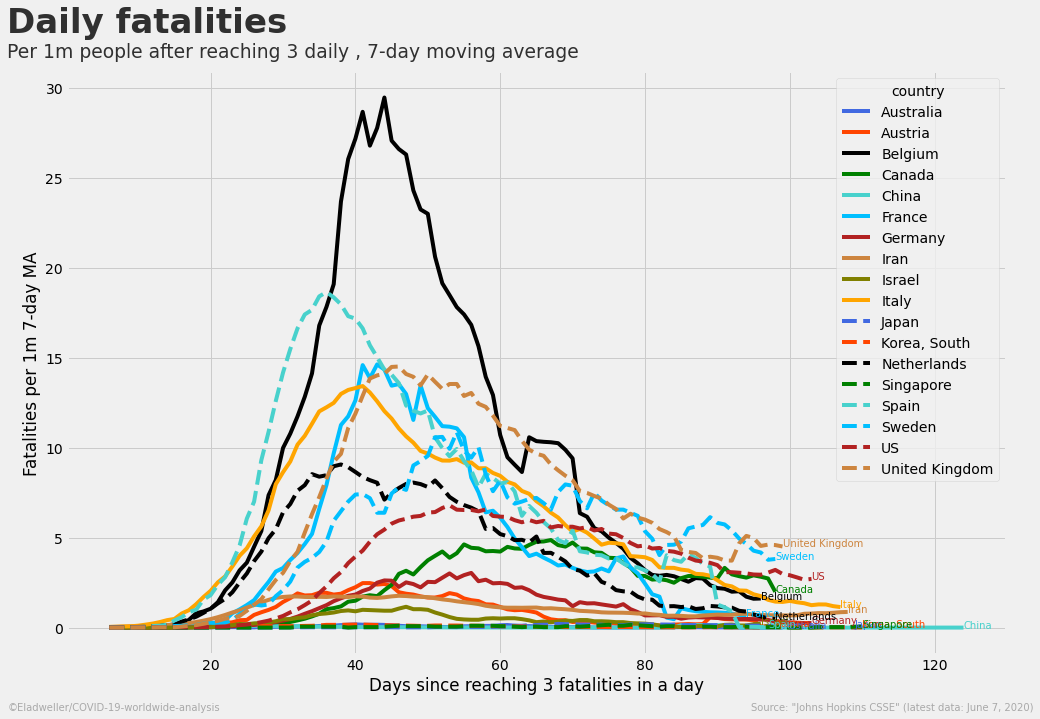 Daily fatalities
Per 1m people after reaching 3 daily , 7-day moving average
country
Australia
Austria
Belgium
Canada
China
France
Germany
Iran
Israel
Italy
Japan
Korea, South
Netherlands
Singapore
Spain
Sweden
US
United Kingdom
Fatalities per 1m 7-day MA
30
25
20
15
10
5
0
United Kingdom
Sweden
US
Canada
Belgium
Italy
Iran
France
Netherlands
Germany
South
Singapore
China
20
40
60
80
100
120
Days since reaching 3 fatalities in a day
©Eladweller/COVID-19-worldwide-analysis
Source: "Johns Hopkins CSSE" (latest data: June 7, 2020)